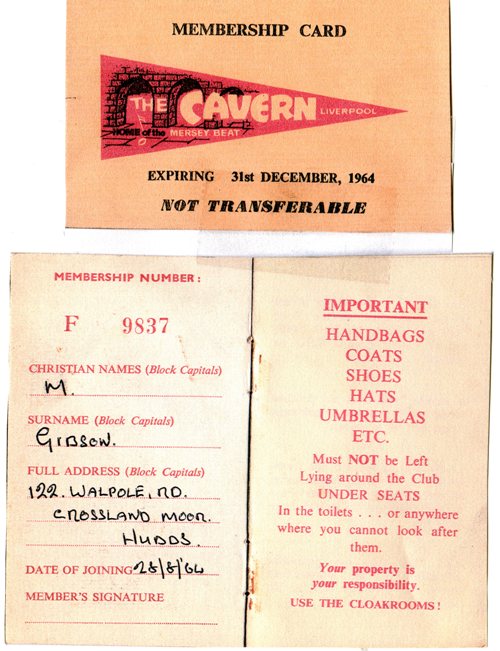 MEMBERSHIP CARD
THE CAVERN LIVERPOOL
HOME of the MERSEY BEAT
EXPIRING 31st DECEMBER, 1964
NOT TRANSFERABLE
MEMBERSHIP NUMBER:
F 9837
CHRISTIAN NAMES (Block Capitals)
M.
SURNAME (Block Capitals)
GIBSON.
FULL ADDRESS (Block Capitals)
122. WALPOLE, RD.
CROSSLAND MOOR.
HUDDS.
DATE OF JOINING 28/8/64
MEMBER'S SIGNATURE
IMPORTANT
HANDBAGS
COATS
SHOES
HATS
UMBRELLAS
ETC.
Must NOT be Left
Lying around the Club
UNDER SEATS
In the toilets . . . or anywhere
where you cannot look after
them.
Your property is
your responsibility.
USE THE CLOAKROOMS!